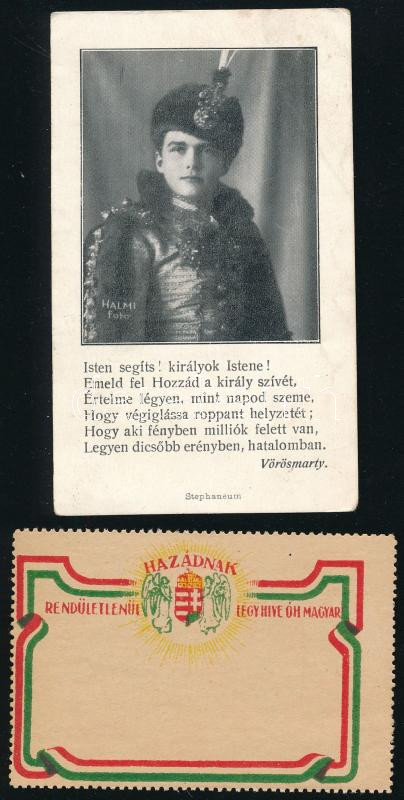 HALMI
foto
Isten segíts! királyok Istene!
Emeld fel Hozzád a király szívét,
Értelme légyen, mint napod szeme,
Hogy végiglássa roppant helyzetét;
Hogy aki fényben milliók felett van,
Legyen dicsőbb erényben, hatalomban.
Vörösmarty.
Stephaneum
HAZÁDNAK
RENDÜLETLENÜL LÉGY HIVE ÓH MAGYAR